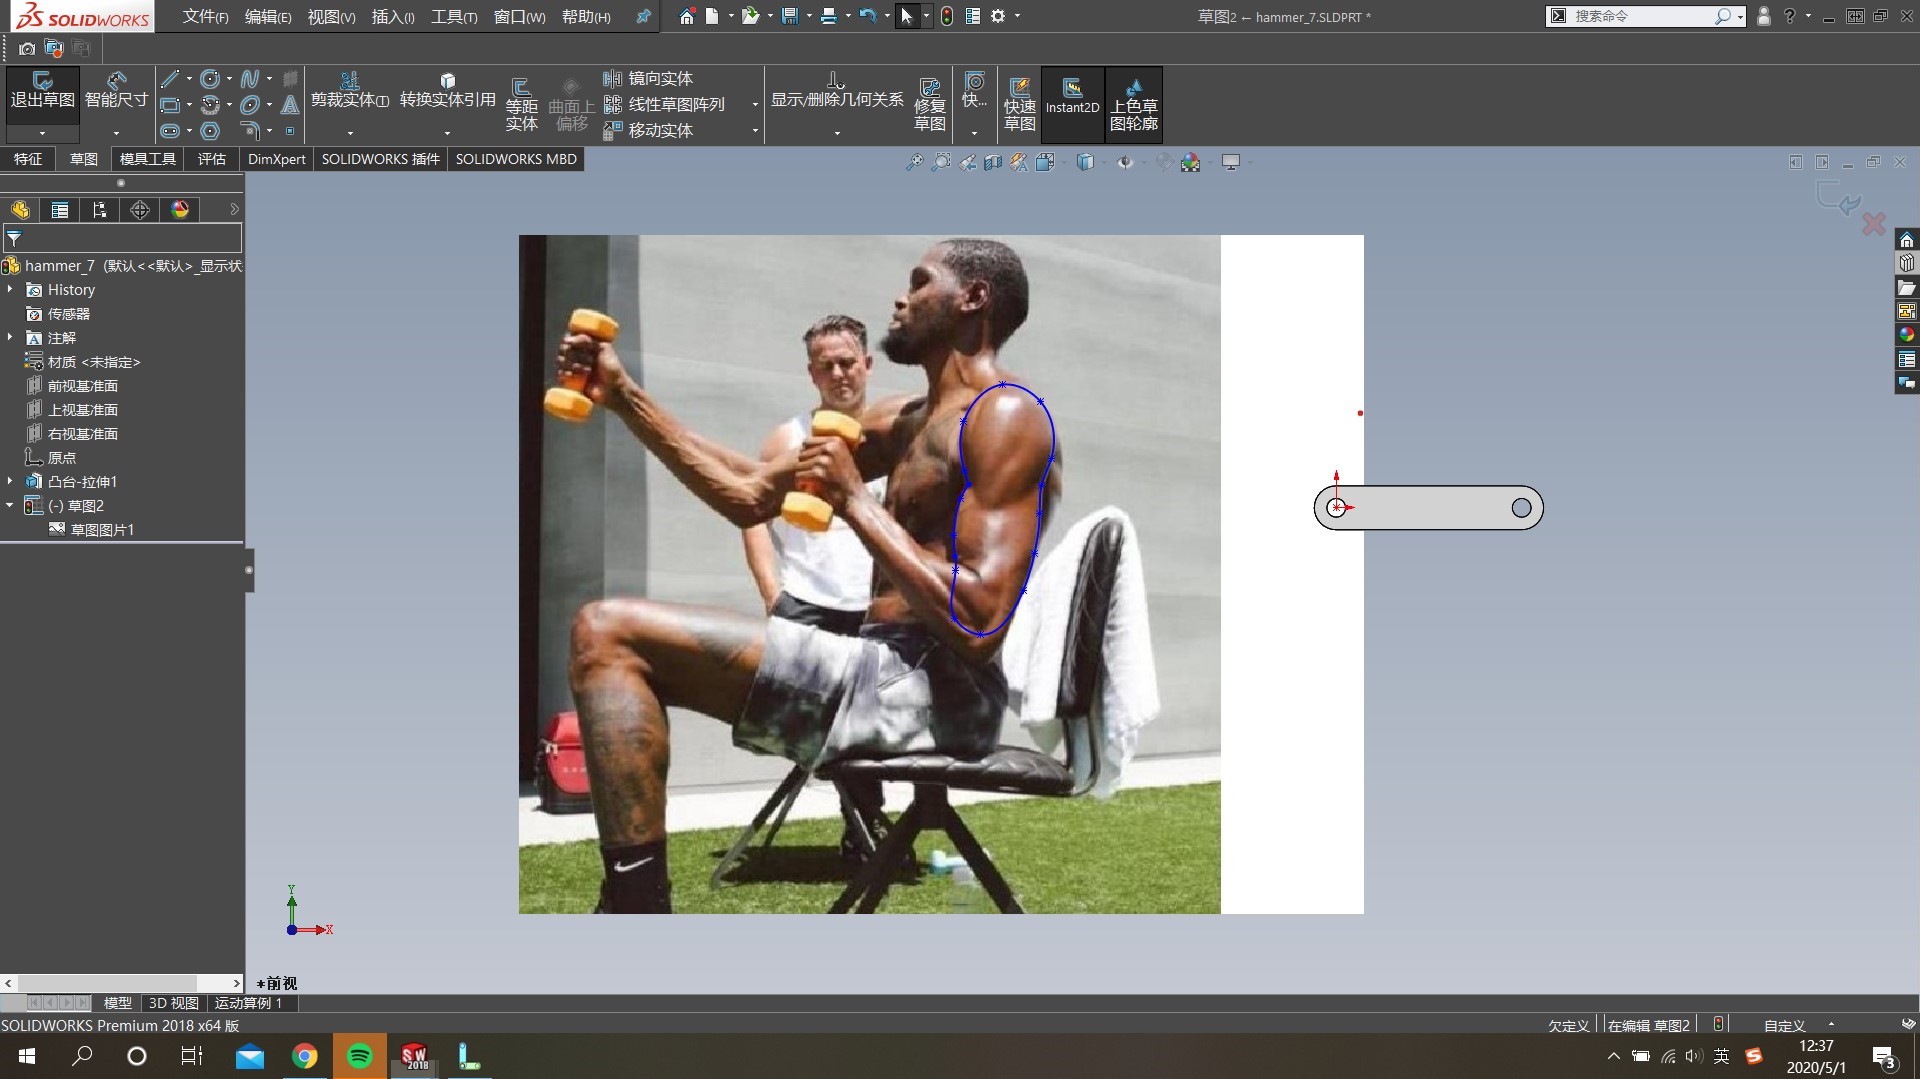 SOLIDWORKS
文件(F) 编辑(E) 视图(V) 插入(I) 工具(T) 窗口(W) 帮助(H)
草图2 ← hammer_7.SLDPRT *
搜索命令
退出草图
智能尺寸
剪裁实体(T)
转换实体引用
等距实体
曲面上偏移
镜向实体
线性草图阵列
移动实体
显示/删除几何关系
修复草图
快...
快速草图
Instant2D
上色草图轮廓
特征 草图 模具工具 评估 DimXpert SOLIDWORKS 插件 SOLIDWORKS MBD
hammer_7 (默认<<默认>_显示状
History
传感器
注解
材质 <未指定>
前视基准面
上视基准面
右视基准面
原点
凸台-拉伸1
(-) 草图2
草图图片1
Y
X
*前视
模型 3D 视图 运动算例 1
SOLIDWORKS Premium 2018 x64 版
欠定义 在编辑 草图2 自定义
SW
2018
英
12:37
2020/5/1
3